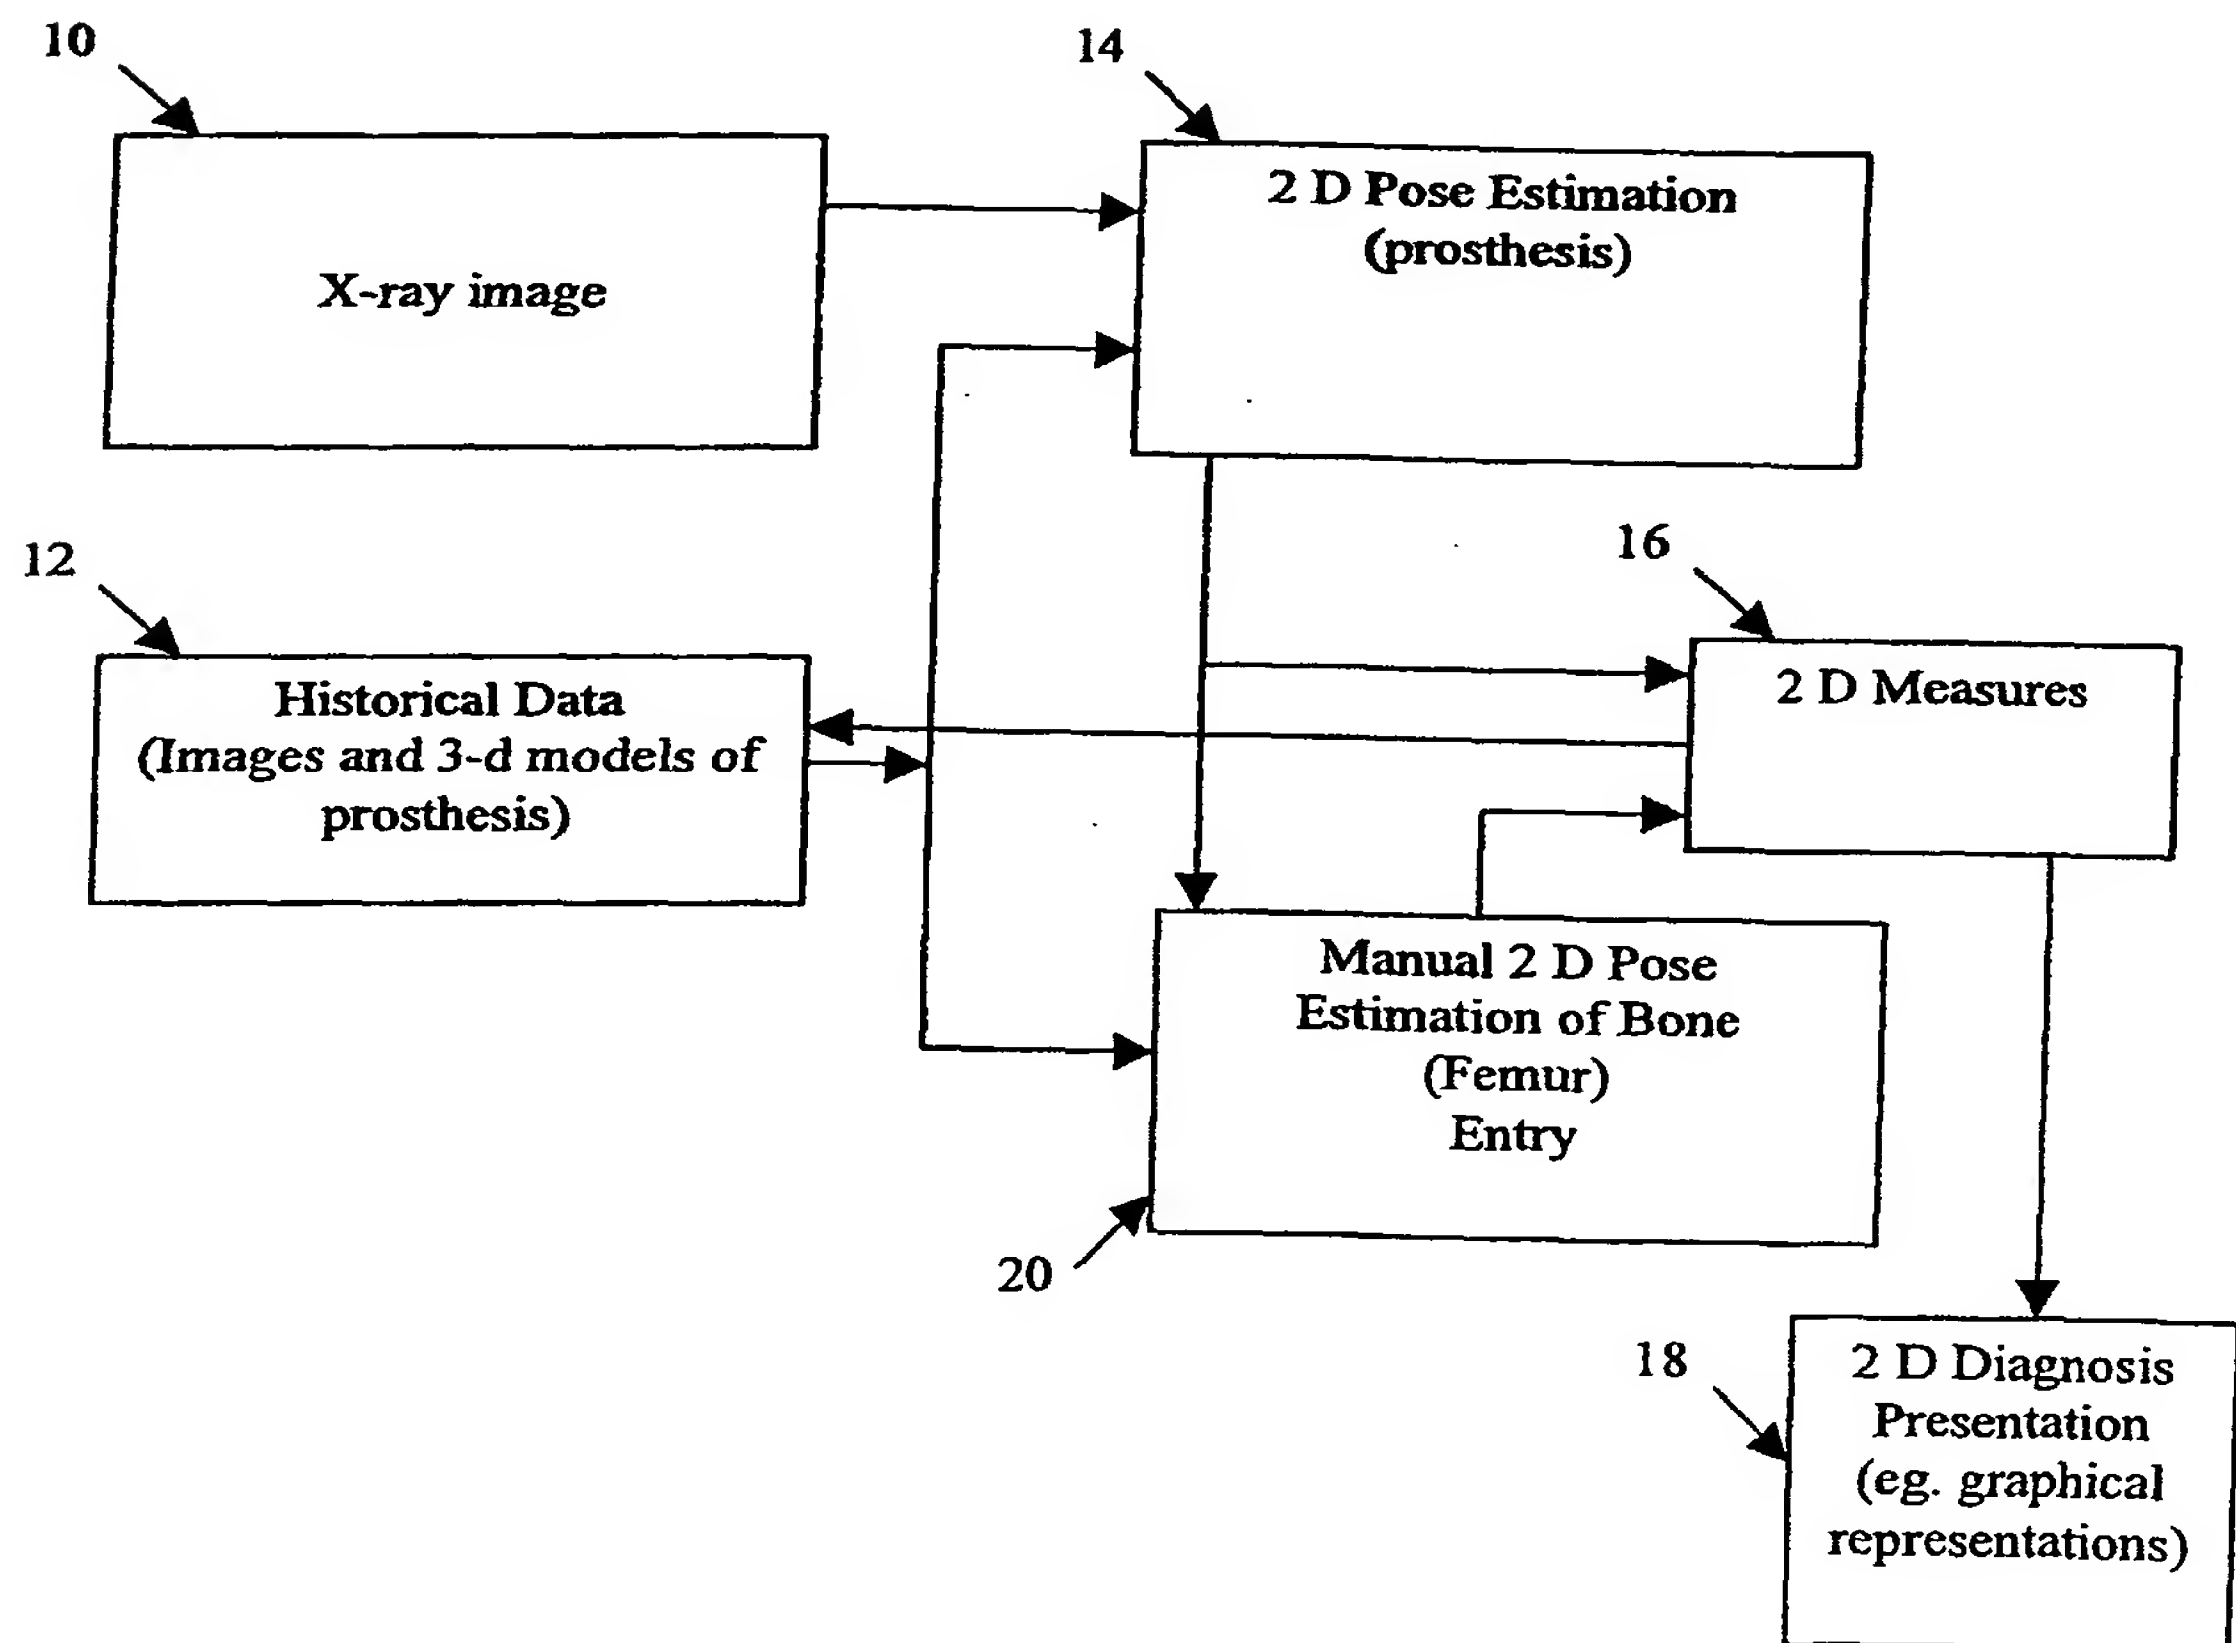 10
14
X-ray image
2 D Pose Estimation
(prosthesis)
12
16
Historical Data
(Images and 3-d models of
prosthesis)
2 D Measures
Manual 2 D Pose
Estimation of Bone
(Femur)
Entry
20
18
2 D Diagnosis
Presentation
(eg. graphical
representations)